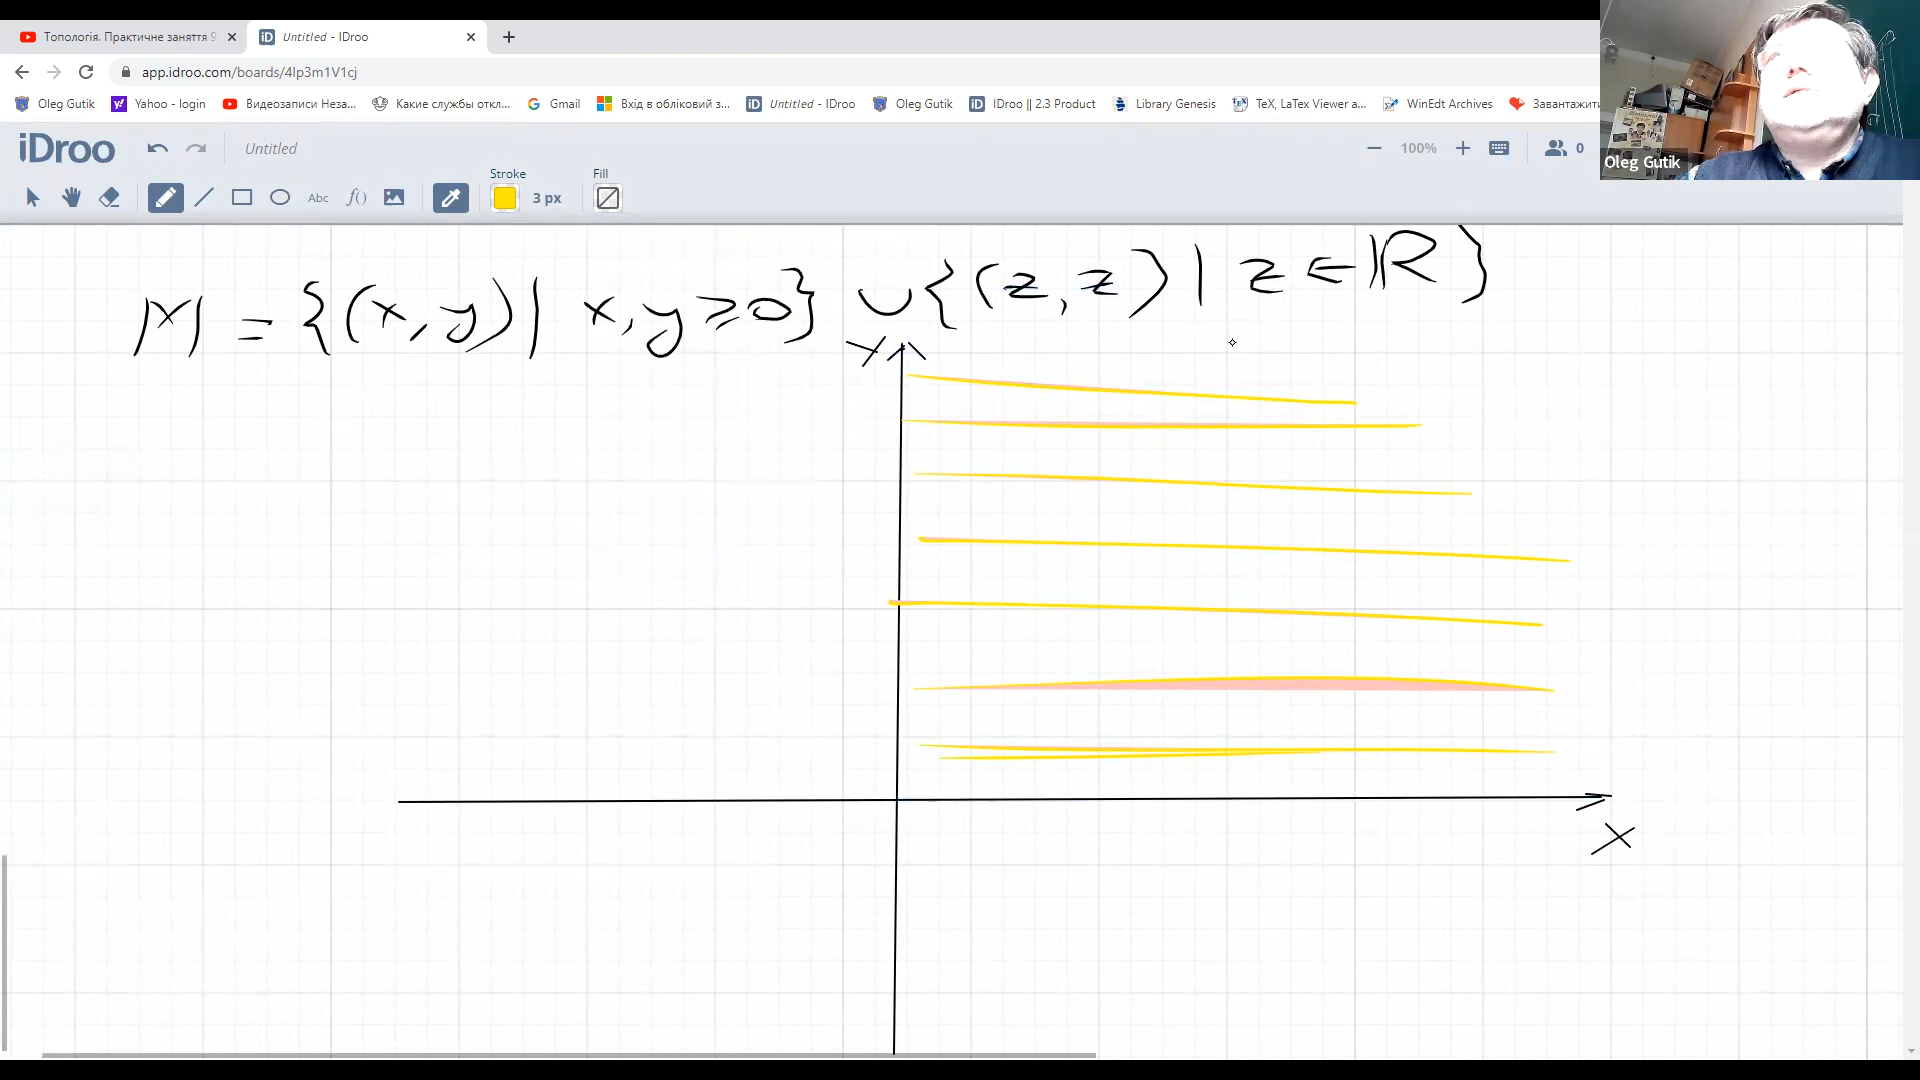 Топологія. Практичне заняття 9
Untitled - IDroo
app.idroo.com/boards/4lp3m1V1cj
Oleg Gutik
Yahoo - login
Видеозаписи Неза...
Какие службы откл...
Gmail
Вхід в обліковий з...
Untitled - IDroo
Oleg Gutik
IDroo || 2.3 Product
Library Genesis
TeX, LaTex Viewer a...
WinEdt Archives
Завантажити
iDroo
Untitled
100%
0
Oleg Gutik
Stroke
Fill
Abc
f()
3 px
M = {(x,y) | x,y ≥ 0} ∪ {(z,z) | z ∈ ℝ}
Y
X